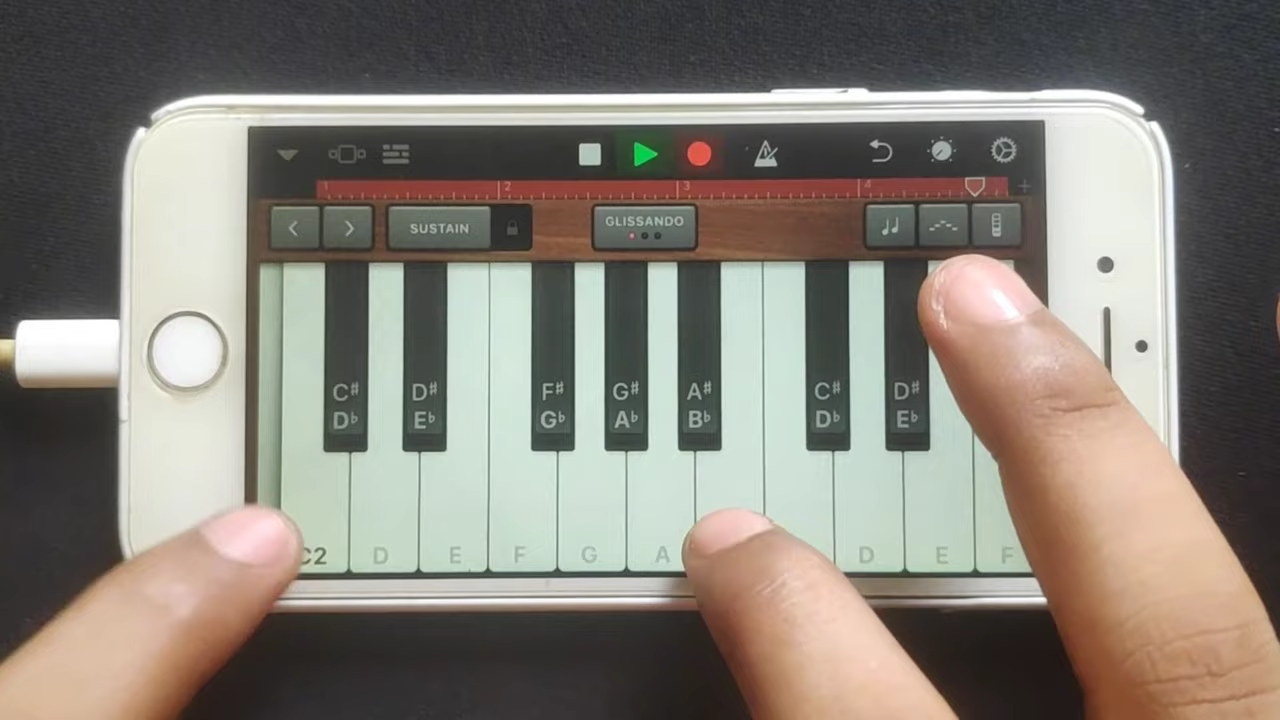 1 2 3 4
SUSTAIN GLISSANDO
C♯ D♯ F♯ G♯ A♯ C♯ D♯
D♭ E♭ G♭ A♭ B♭ D♭ E♭
C2 D E F G A D E F